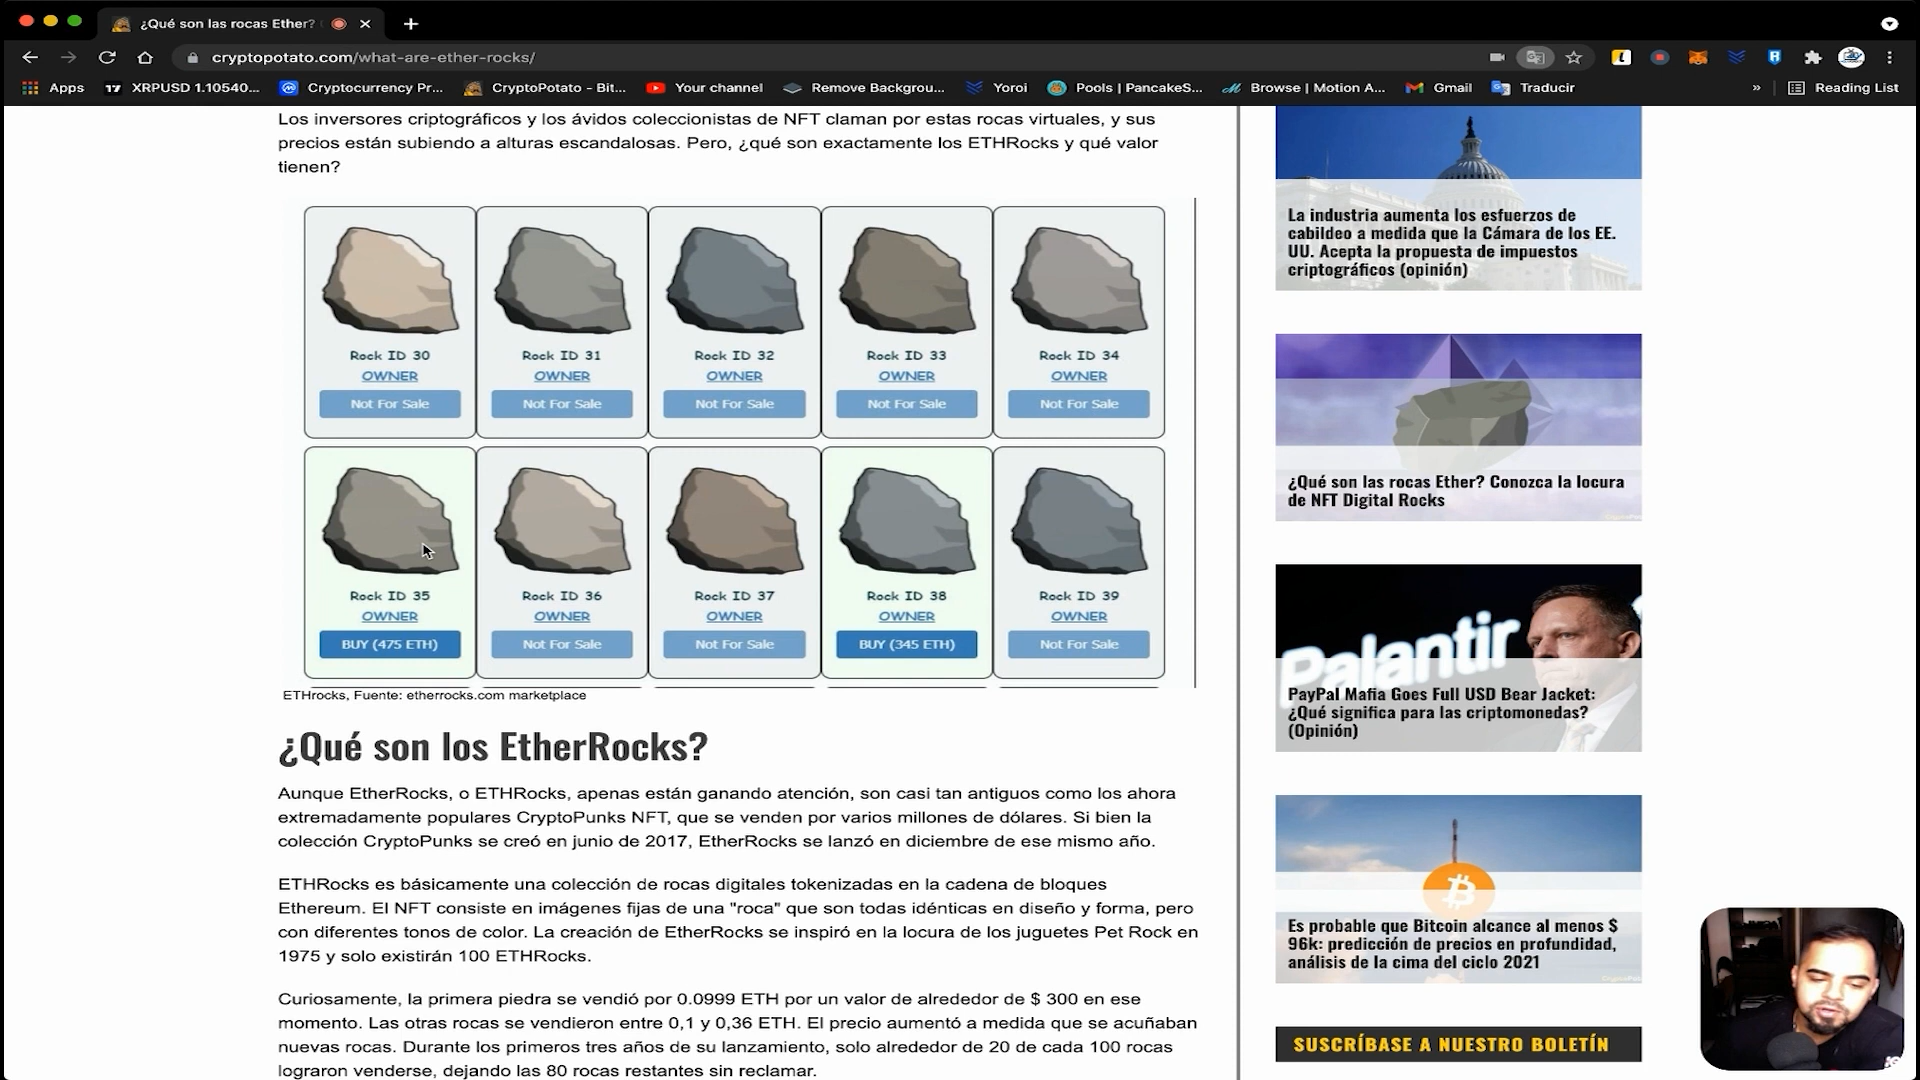 ¿Qué son las rocas Ether?
cryptopotato.com/what-are-ether-rocks/
Apps
17 XRPUSD 1.10540...
Cryptocurrency Pr...
CryptoPotato - Bit...
Your channel
Remove Backgrou...
Yoroi
Pools | PancakeS...
Browse | Motion A...
Gmail
Traducir
»
Reading List
Los inversores criptográficos y los ávidos coleccionistas de NFT claman por estas rocas virtuales, y sus
precios están subiendo a alturas escandalosas. Pero, ¿qué son exactamente los ETHRocks y qué valor
tienen?
Rock ID 30
OWNER
Not For Sale
Rock ID 31
OWNER
Not For Sale
Rock ID 32
OWNER
Not For Sale
Rock ID 33
OWNER
Not For Sale
Rock ID 34
OWNER
Not For Sale
Rock ID 35
OWNER
BUY (475 ETH)
Rock ID 36
OWNER
Not For Sale
Rock ID 37
OWNER
Not For Sale
Rock ID 38
OWNER
BUY (345 ETH)
Rock ID 39
OWNER
Not For Sale
ETHrocks, Fuente: etherrocks.com marketplace
¿Qué son los EtherRocks?
Aunque EtherRocks, o ETHRocks, apenas están ganando atención, son casi tan antiguos como los ahora
extremadamente populares CryptoPunks NFT, que se venden por varios millones de dólares. Si bien la
colección CryptoPunks se creó en junio de 2017, EtherRocks se lanzó en diciembre de ese mismo año.
ETHRocks es básicamente una colección de rocas digitales tokenizadas en la cadena de bloques
Ethereum. El NFT consiste en imágenes fijas de una "roca" que son todas idénticas en diseño y forma, pero
con diferentes tonos de color. La creación de EtherRocks se inspiró en la locura de los juguetes Pet Rock en
1975 y solo existirán 100 ETHRocks.
Curiosamente, la primera piedra se vendió por 0.0999 ETH por un valor de alrededor de $ 300 en ese
momento. Las otras rocas se vendieron entre 0,1 y 0,36 ETH. El precio aumentó a medida que se acuñaban
nuevas rocas. Durante los primeros tres años de su lanzamiento, solo alrededor de 20 de cada 100 rocas
lograron venderse, dejando las 80 rocas restantes sin reclamar.
La industria aumenta los esfuerzos de
cabildeo a medida que la Cámara de los EE.
UU. Acepta la propuesta de impuestos
criptográficos (opinión)
¿Qué son las rocas Ether? Conozca la locura
de NFT Digital Rocks
Palantir
PayPal Mafia Goes Full USD Bear Jacket:
¿Qué significa para las criptomonedas?
(Opinión)
Es probable que Bitcoin alcance al menos $
96k: predicción de precios en profundidad,
análisis de la cima del ciclo 2021
SUSCRÍBASE A NUESTRO BOLETÍN